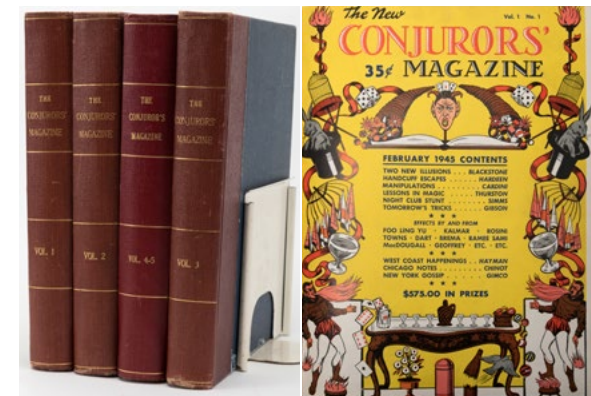 THE
CONJURORS'
MAGAZINE
VOL. 1
THE
CONJURORS'
MAGAZINE
VOL. 2
THE
CONJUROR'S
MAGAZINE
VOL. 4-5
THE
CONJURORS'
MAGAZINE
VOL. 3
The New
Vol. 1 No. 1
CONJURORS'
35¢ MAGAZINE
FEBRUARY 1945 CONTENTS
TWO NEW ILLUSIONS . . . BLACKSTONE
HANDCUFF ESCAPES . . . . . . HARDEEN
MANIPULATIONS . . . . . . . . CARDINI
LESSONS IN MAGIC . . . . . THURSTON
NIGHT CLUB STUNT . . . . . . . SIMMS
TOMORROW'S TRICKS . . . . . GIBSON
★ ★ ★
EFFECTS BY AND FROM
FOO LING YU · KALMAR · ROSINI
TOWNS · DART · BREMA · RAMEE SAMI
MacDOUGALL · GEOFFREY · ETC. · ETC.
★ ★ ★
WEST COAST HAPPENINGS . . HAYMAN
CHICAGO NOTES . . . . . . . . . CHINOT
NEW YORK GOSSIP . . . . . . . GIMCO
★ ★ ★
$575.00 IN PRIZES